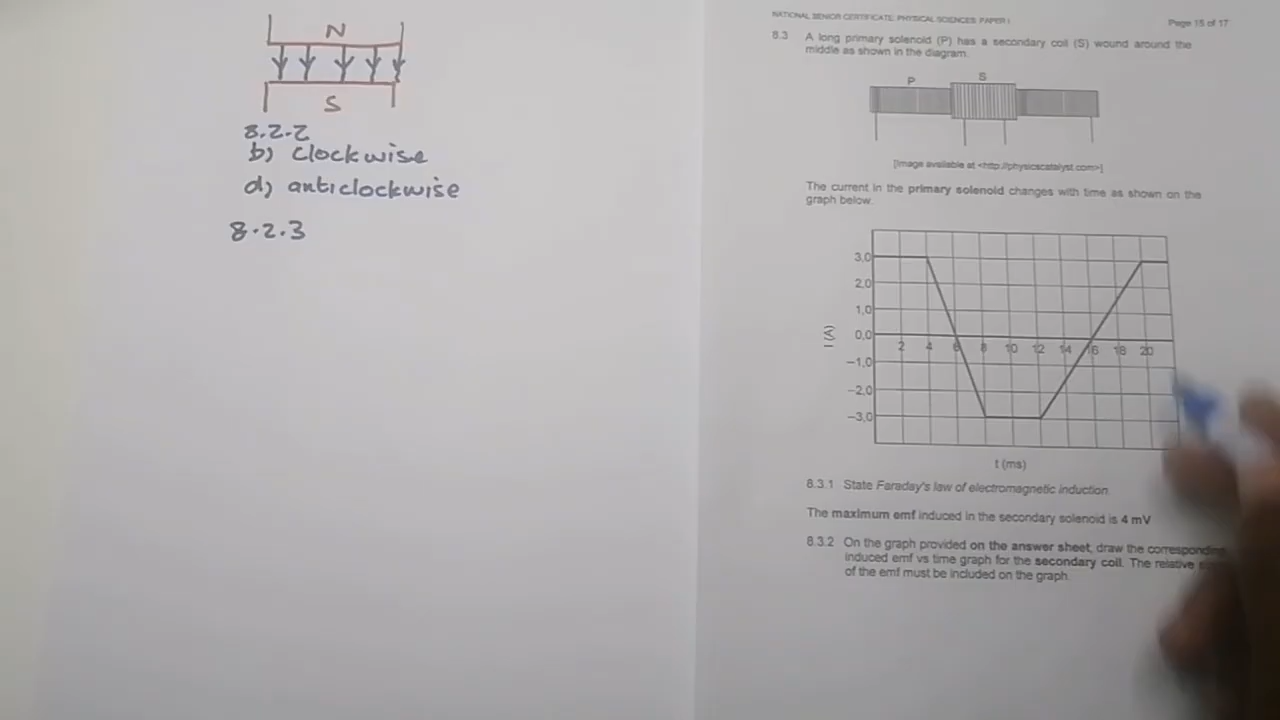 N
S
8.2.2
b) clockwise
d) anticlockwise
8.2.3
NATIONAL SENIOR CERTIFICATE: PHYSICAL SCIENCES: PAPER I
Page 15 of 17
8.3 A long primary solenoid (P) has a secondary coil (S) wound around the
middle as shown in the diagram.
P S
[Image available at <http://physicscatalyst.com>]
The current in the primary solenoid changes with time as shown on the
graph below.
3,0
2,0
1,0
0,0
2 4 6 8 10 12 14 16 18 20
–1,0
–2,0
–3,0
I (A)
t (ms)
8.3.1 State Faraday's law of electromagnetic induction.
The maximum emf induced in the secondary solenoid is 4 mV
8.3.2 On the graph provided on the answer sheet, draw the corresponding
induced emf vs time graph for the secondary coil. The relative
of the emf must be included on the graph.